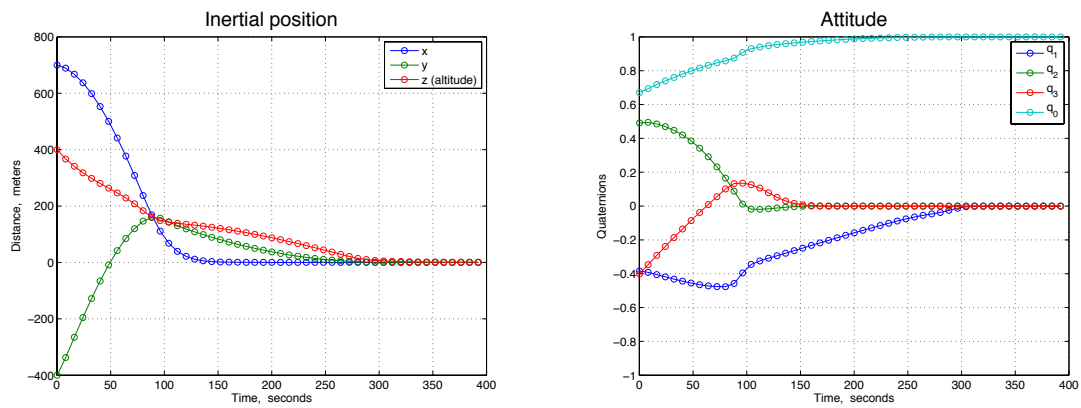 Inertial position
Distance, meters
800
600
400
200
0
−200
−400
0 50 100 150 200 250 300 350 400
Time, seconds
x
y
z (altitude)
Attitude
Quaternions
1
0.8
0.6
0.4
0.2
0
−0.2
−0.4
−0.6
−0.8
−1
0 50 100 150 200 250 300 350 400
Time, seconds
q1
q2
q3
q0